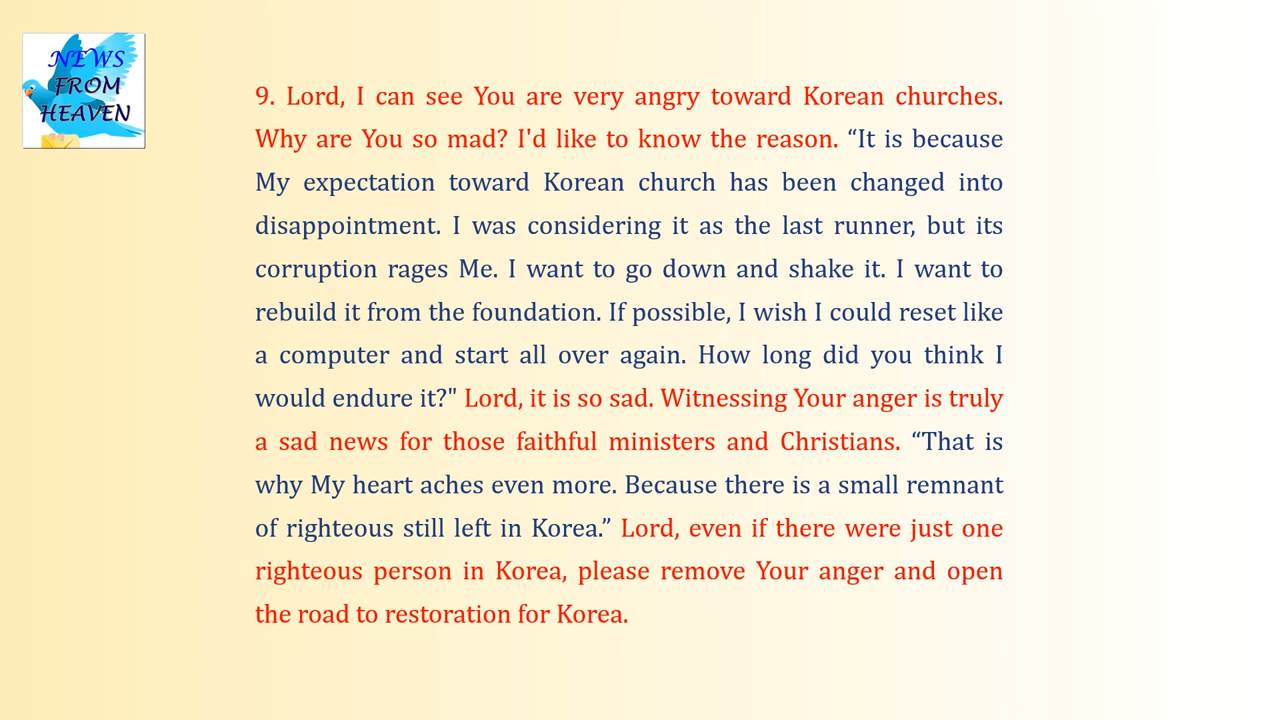 NEWS
FROM
HEAVEN
9. Lord, I can see You are very angry toward Korean churches.
Why are You so mad? I'd like to know the reason. “It is because
My expectation toward Korean church has been changed into
disappointment. I was considering it as the last runner, but its
corruption rages Me. I want to go down and shake it. I want to
rebuild it from the foundation. If possible, I wish I could reset like
a computer and start all over again. How long did you think I
would endure it?" Lord, it is so sad. Witnessing Your anger is truly
a sad news for those faithful ministers and Christians. “That is
why My heart aches even more. Because there is a small remnant
of righteous still left in Korea.” Lord, even if there were just one
righteous person in Korea, please remove Your anger and open
the road to restoration for Korea.